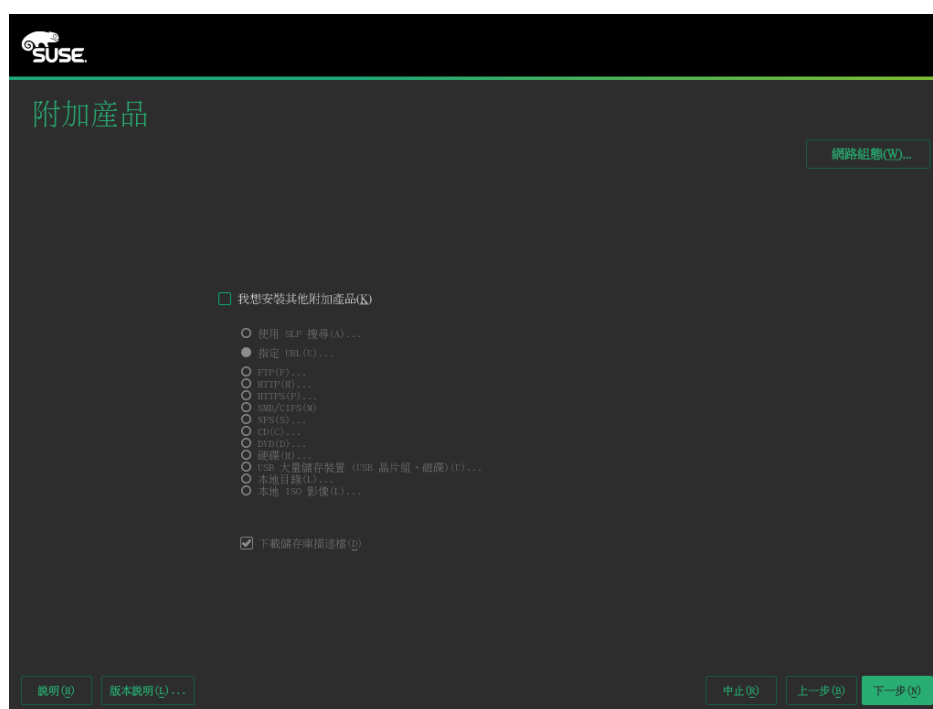 SUSE.
附加產品
網路組態(W)...
我想安裝其他附加產品(K)
使用 SLP 搜尋(A)...
指定 URL(U)...
FTP(F)...
HTTP(H)...
HTTPS(P)...
SMB/CIFS(M)
NFS(S)...
CD(C)...
DVD(D)...
硬碟(H)...
USB 大量儲存裝置 (USB 晶片組、磁碟)(U)...
本地目錄(L)...
本地 ISO 影像(L)...
下載儲存庫描述檔(D)
說明(H) 版本說明(L)... 中止(R) 上一步(B) 下一步(N)